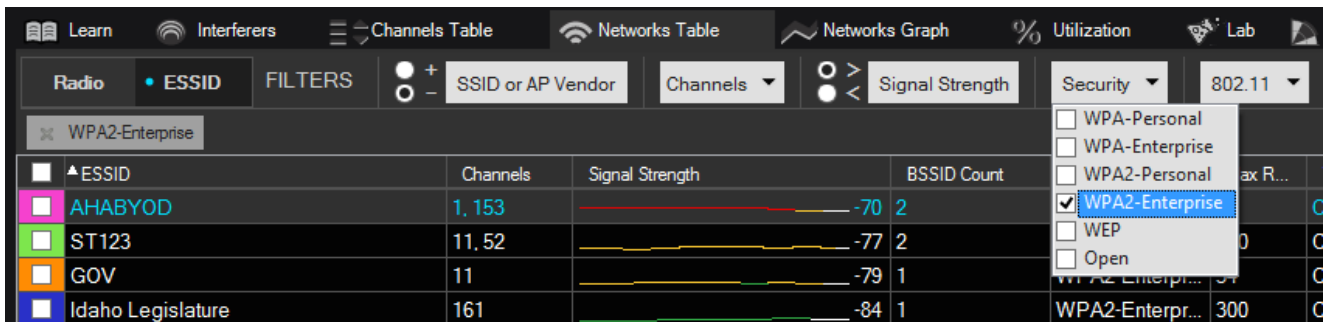 Learn Interferers Channels Table Networks Table Networks Graph Utilization Lab
Radio • ESSID FILTERS + − SSID or AP Vendor Channels > < Signal Strength Security 802.11
WPA2-Enterprise
WPA-Personal
WPA-Enterprise
WPA2-Personal
WPA2-Enterprise
WEP
Open
ESSID Channels Signal Strength BSSID Count ax R...
AHABYOD 1, 153 -70 2
ST123 11, 52 -77 2
GOV 11 -79 1 WPA2-Enterpr...
Idaho Legislature 161 -84 1 WPA2-Enterpr... 300